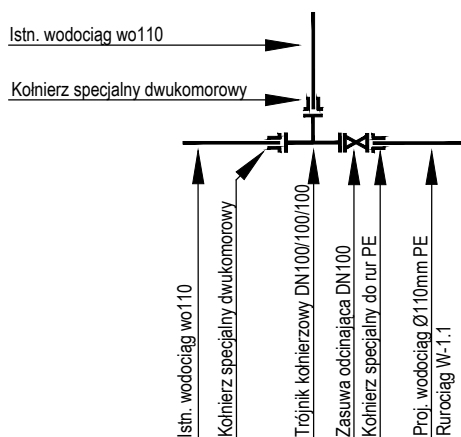 Istn. wodociąg wo110
Kołnierz specjalny dwukomorowy
Istn. wodociąg wo110
Kołnierz specjalny dwukomorowy
Trójnik kołnierzowy DN100/100/100
Zasuwa odcinająca DN100
Kołnierz specjalny do rur PE
Proj. wodociąg Ø110mm PE
Rurociąg W-1.1